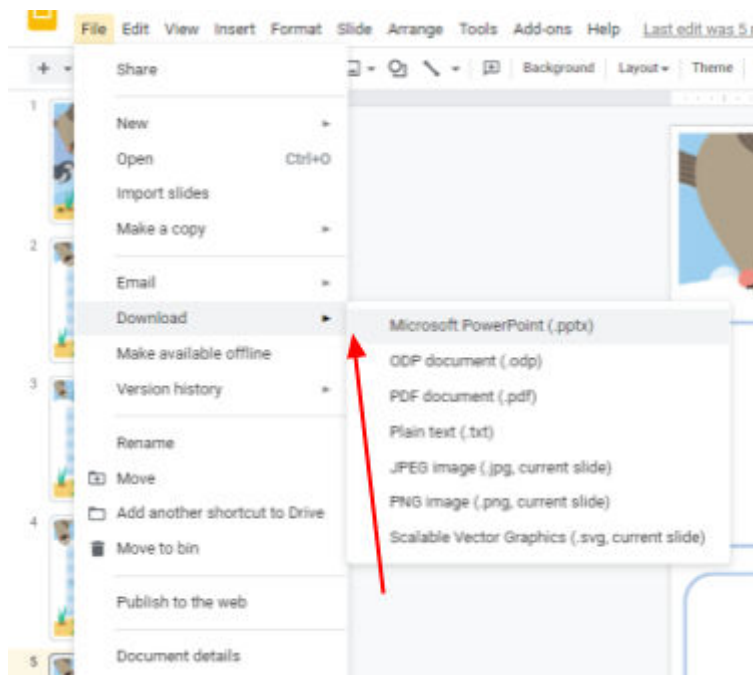 File Edit View Insert Format Slide Arrange Tools Add-ons Help Last edit was 5
Background Layout Theme
1
Share
New
Open Ctrl+O
Import slides
Make a copy
2
Email
Download
Microsoft PowerPoint (.pptx)
Make available offline
ODP document (.odp)
3
Version history
PDF document (.pdf)
Plain text (.txt)
Rename
JPEG image (.jpg, current slide)
Move
PNG image (.png, current slide)
4
Add another shortcut to Drive
Scalable Vector Graphics (.svg, current slide)
Move to bin
Publish to the web
5
Document details